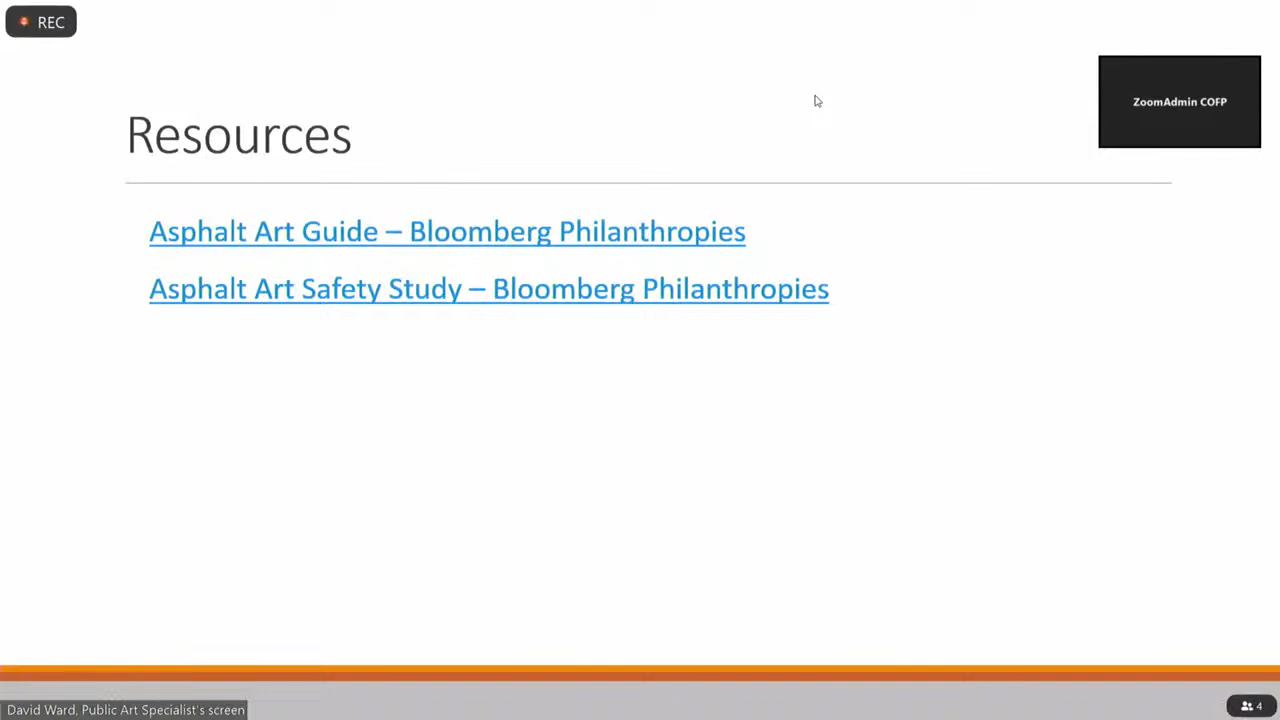 REC
ZoomAdmin COFP
Resources
Asphalt Art Guide – Bloomberg Philanthropies
Asphalt Art Safety Study – Bloomberg Philanthropies
David Ward, Public Art Specialist's screen
4